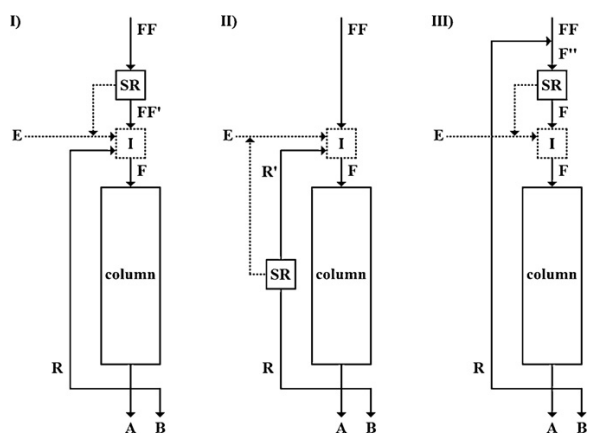 I)
FF
SR
FF'
E
I
F
column
R
A B
II)
FF
E
I
R'
F
SR
column
R
A B
III)
FF
F''
SR
F
E
I
F
column
R
A B